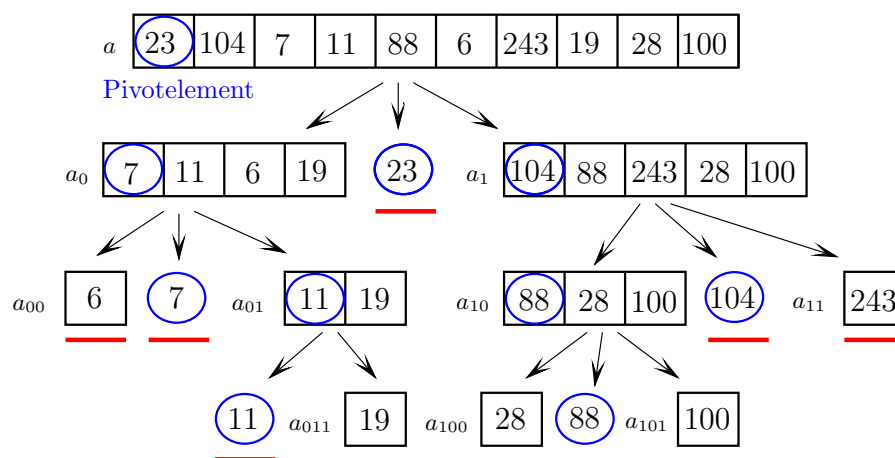 a 23 104 7 11 88 6 243 19 28 100
Pivotelement
a0 7 11 6 19 23 a1 104 88 243 28 100
a00 6 7 a01 11 19 a10 88 28 100 104 a11 243
11 a011 19 a100 28 88 a101 100